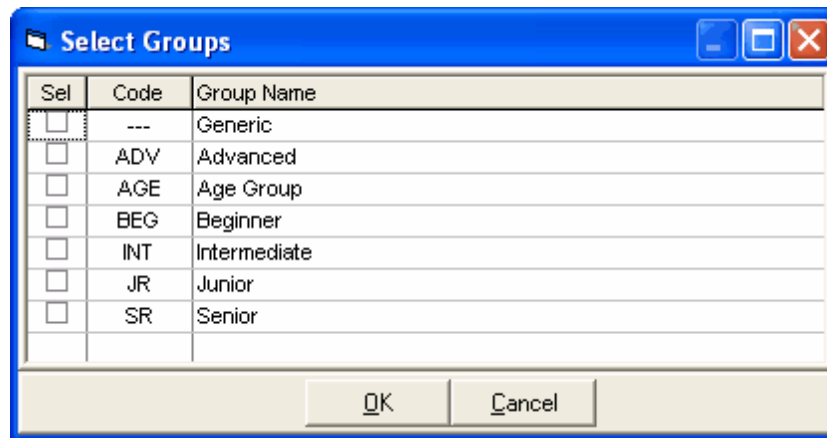 Select Groups
Sel Code Group Name
--- Generic
ADV Advanced
AGE Age Group
BEG Beginner
INT Intermediate
JR Junior
SR Senior
OK Cancel